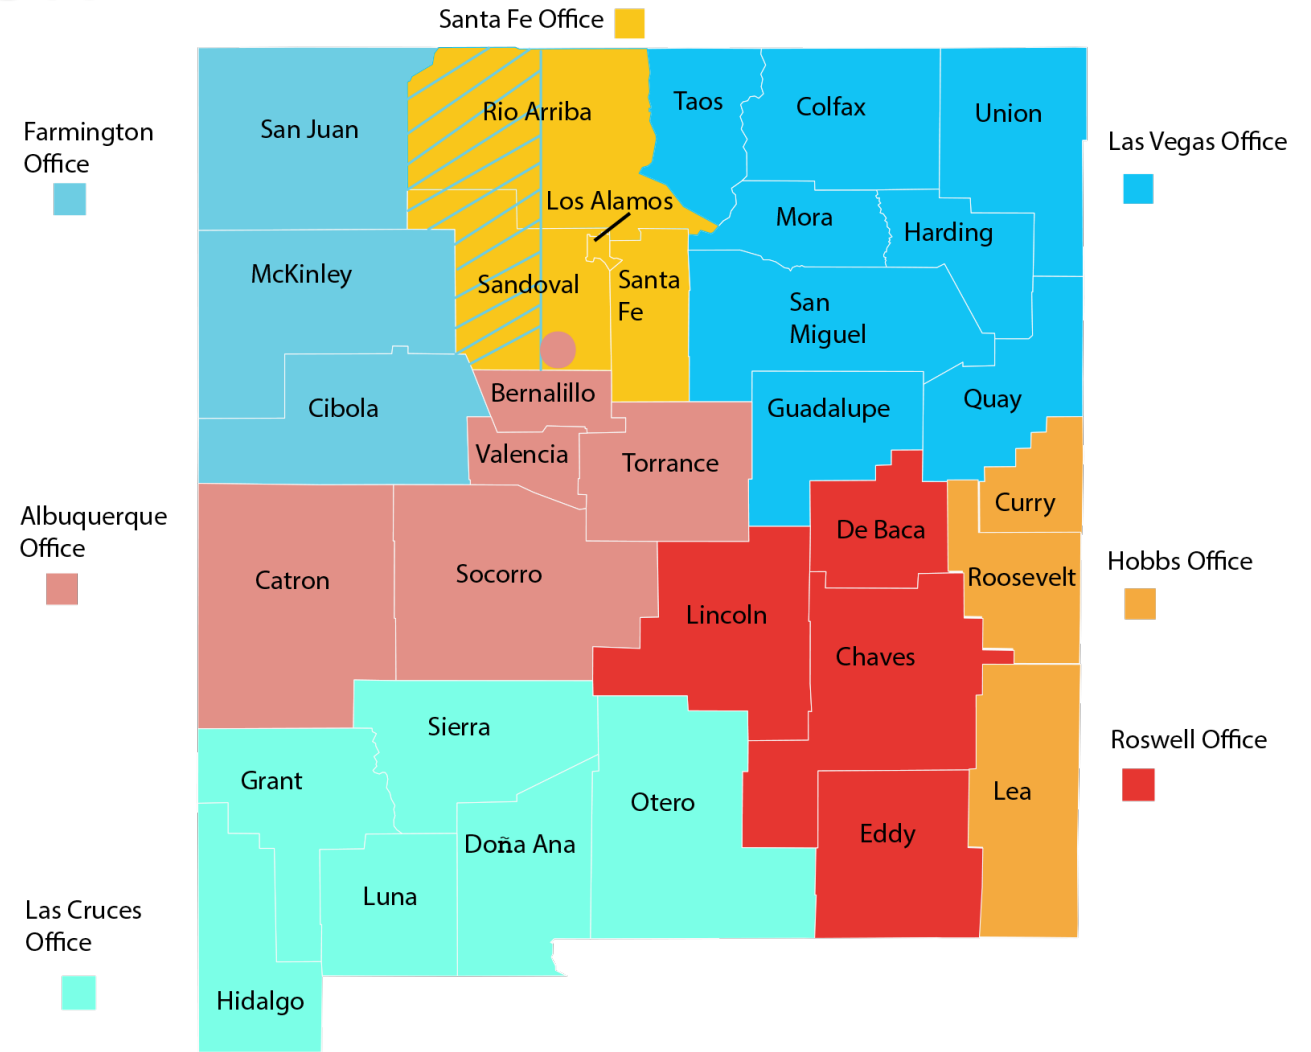 Santa Fe Office
Farmington
Office
Las Vegas Office
Albuquerque
Office
Hobbs Office
Roswell Office
Las Cruces
Office
San Juan
Rio Arriba
Taos
Colfax
Union
Los Alamos
Mora
Harding
McKinley
Sandoval
Santa
Fe
San
Miguel
Bernalillo
Cibola
Guadalupe
Quay
Valencia
Torrance
Curry
De Baca
Catron
Socorro
Roosevelt
Lincoln
Chaves
Sierra
Grant
Otero
Lea
Doña Ana
Eddy
Luna
Hidalgo